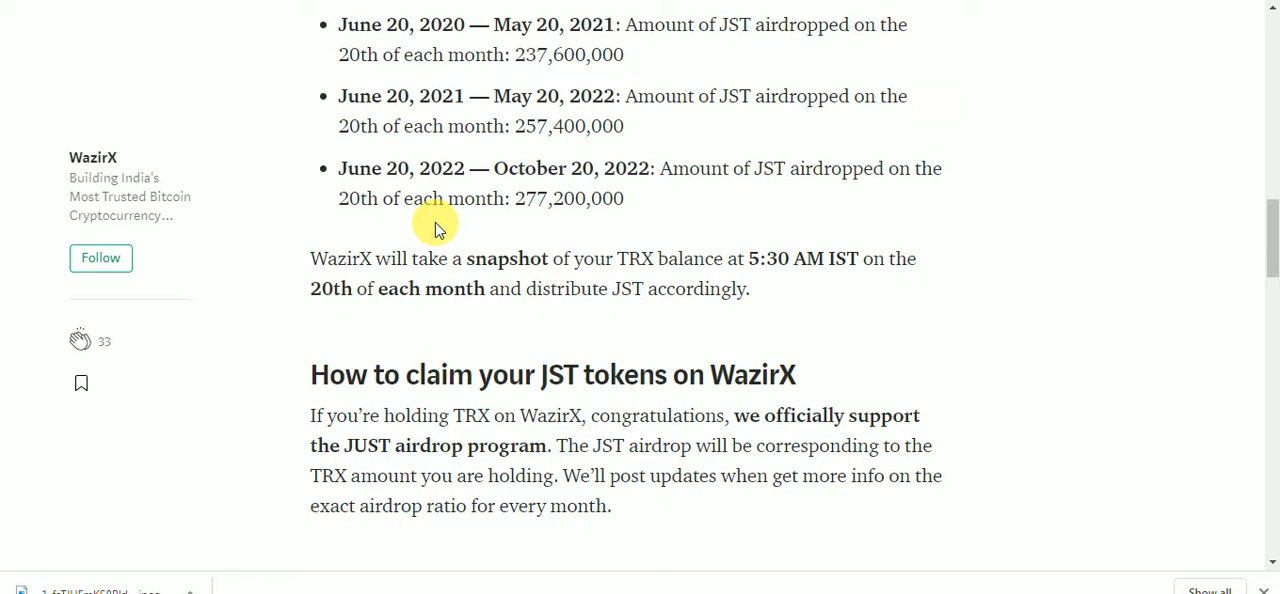 June 20, 2020 — May 20, 2021: Amount of JST airdropped on the
20th of each month: 237,600,000
June 20, 2021 — May 20, 2022: Amount of JST airdropped on the
20th of each month: 257,400,000
June 20, 2022 — October 20, 2022: Amount of JST airdropped on the
20th of each month: 277,200,000
WazirX
Building India's
Most Trusted Bitcoin
Cryptocurrency...
Follow
33
WazirX will take a snapshot of your TRX balance at 5:30 AM IST on the
20th of each month and distribute JST accordingly.
How to claim your JST tokens on WazirX
If you're holding TRX on WazirX, congratulations, we officially support
the JUST airdrop program. The JST airdrop will be corresponding to the
TRX amount you are holding. We'll post updates when get more info on the
exact airdrop ratio for every month.
Show all